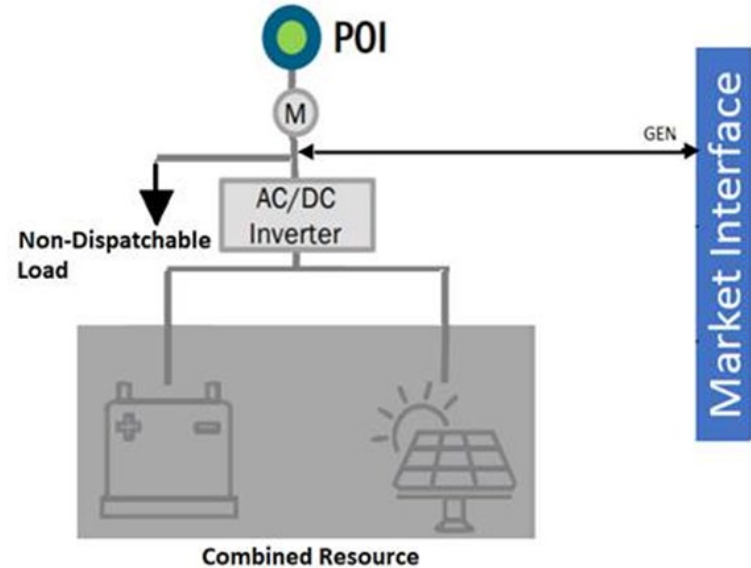 POI
M
GEN
AC/DC
Inverter
Non-Dispatchable
Load
Market Interface
Combined Resource